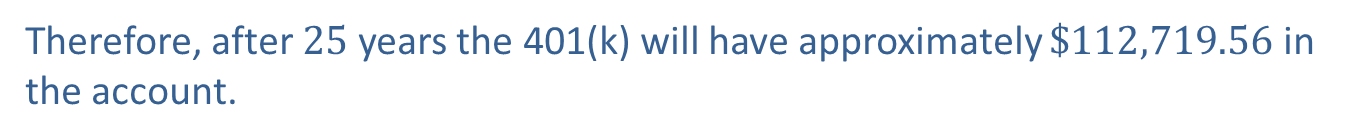 Therefore, after 25 years the 401(k) will have approximately $112,719.56 in
the account.